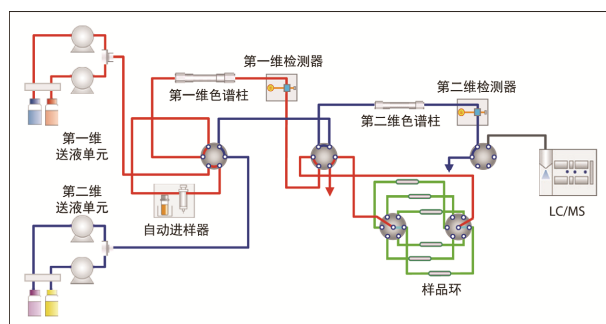 第一维检测器
第一维色谱柱
第二维检测器
第二维色谱柱
第一维
送液单元
第二维
送液单元
自动进样器
LC/MS
样品环